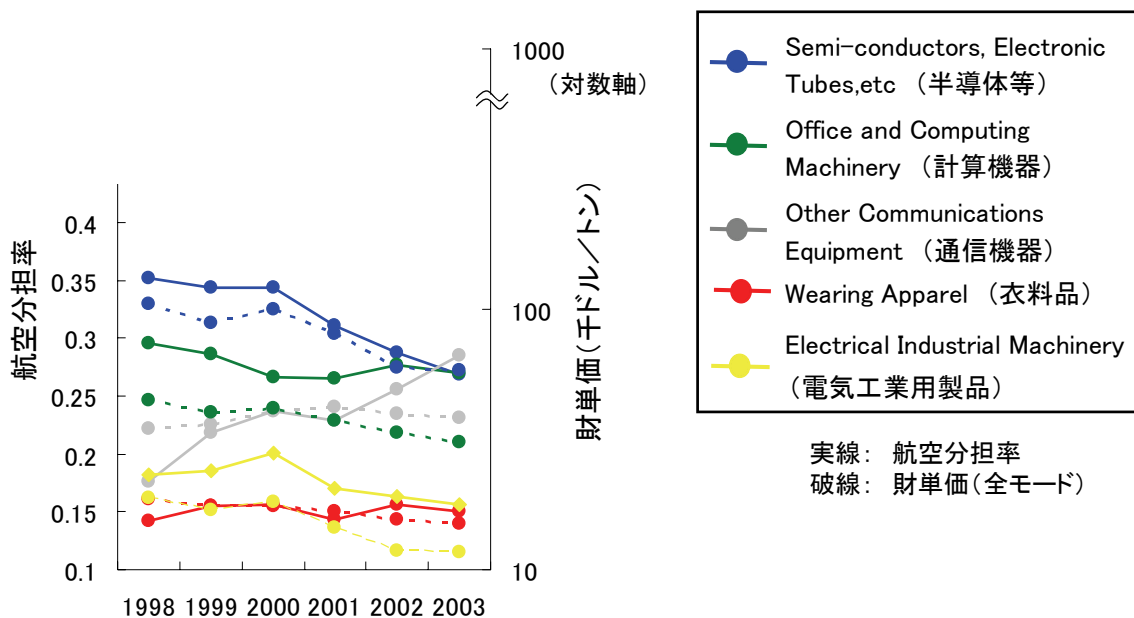 1000
(対数軸)
航空分担率
0.4
0.35
0.3
0.25
0.2
0.15
0.1
1998 1999 2000 2001 2002 2003
財単価(千ドル/トン)
100
10
Semi-conductors, Electronic
Tubes,etc (半導体等)
Office and Computing
Machinery (計算機器)
Other Communications
Equipment (通信機器)
Wearing Apparel (衣料品)
Electrical Industrial Machinery
(電気工業用製品)
実線: 航空分担率
破線: 財単価(全モード)